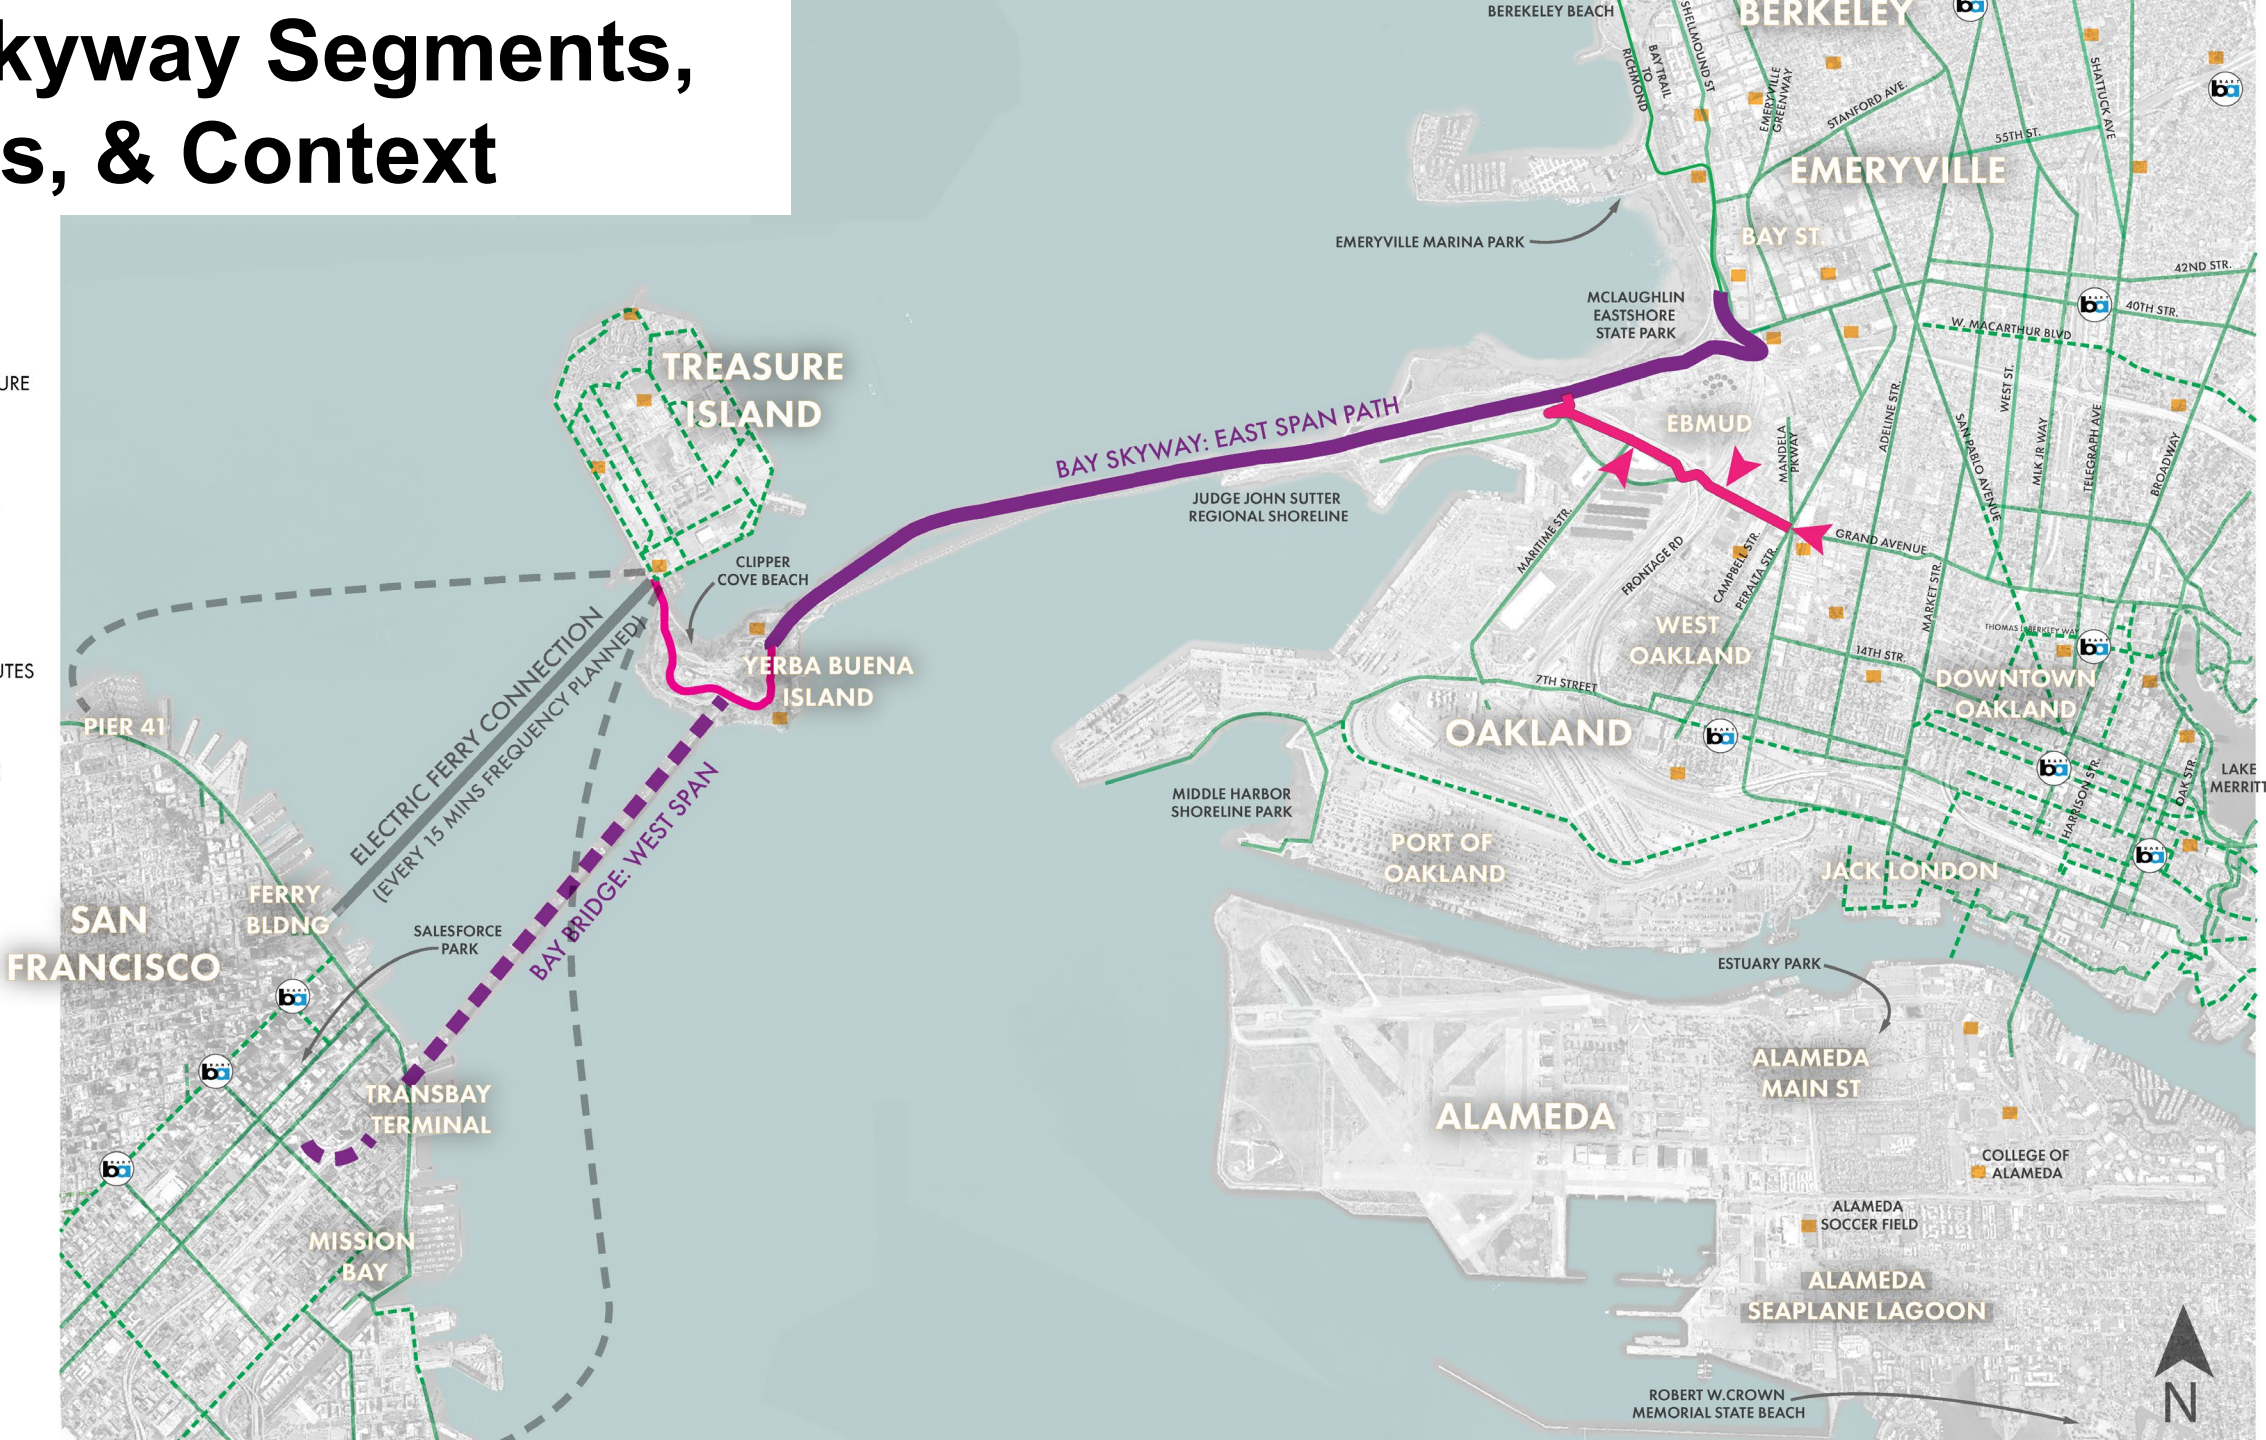 kyway Segments,
s, & Context
URE
UTES
BEREKELEY BEACH
BAY TRAIL
TO
RICHMOND
SHELLMOUND ST
EMERYVILLE
GREENWAY
BERKELEY
STANFORD AVE.
55TH ST.
SHATTUCK AVE
EMERYVILLE
BAY ST.
EMERYVILLE MARINA PARK
MCLAUGHLIN
EASTSHORE
STATE PARK
42ND STR.
40TH STR.
W. MACARTHUR BLVD
TREASURE
ISLAND
BAY SKYWAY: EAST SPAN PATH
EBMUD
MANDELA
PKWAY
ADELINE STR.
SAN PABLO AVENUE
WEST ST.
MLK JR WAY
TELEGRAPH AVE
BROADWAY
JUDGE JOHN SUTTER
REGIONAL SHORELINE
MARITIME STR.
FRONTAGE RD
CAMPBELL STR.
PERALTA STR.
GRAND AVENUE
MARKET STR.
CLIPPER
COVE BEACH
YERBA BUENA
ISLAND
WEST
OAKLAND
THOMAS L. BERKLEY WAY
14TH STR.
7TH STREET
DOWNTOWN
OAKLAND
OAKLAND
PIER 41
ELECTRIC FERRY CONNECTION
(EVERY 15 MINS FREQUENCY PLANNED)
BAY BRIDGE: WEST SPAN
MIDDLE HARBOR
SHORELINE PARK
PORT OF
OAKLAND
JACK LONDON
HARRISON STR.
OAK STR.
LAKE
MERRITT
FERRY
BLDNG
SAN
FRANCISCO
SALESFORCE
PARK
ESTUARY PARK
TRANSBAY
TERMINAL
ALAMEDA
MAIN ST
ALAMEDA
COLLEGE OF
ALAMEDA
ALAMEDA
SOCCER FIELD
MISSION
BAY
ALAMEDA
SEAPLANE LAGOON
ROBERT W.CROWN
MEMORIAL STATE BEACH
N